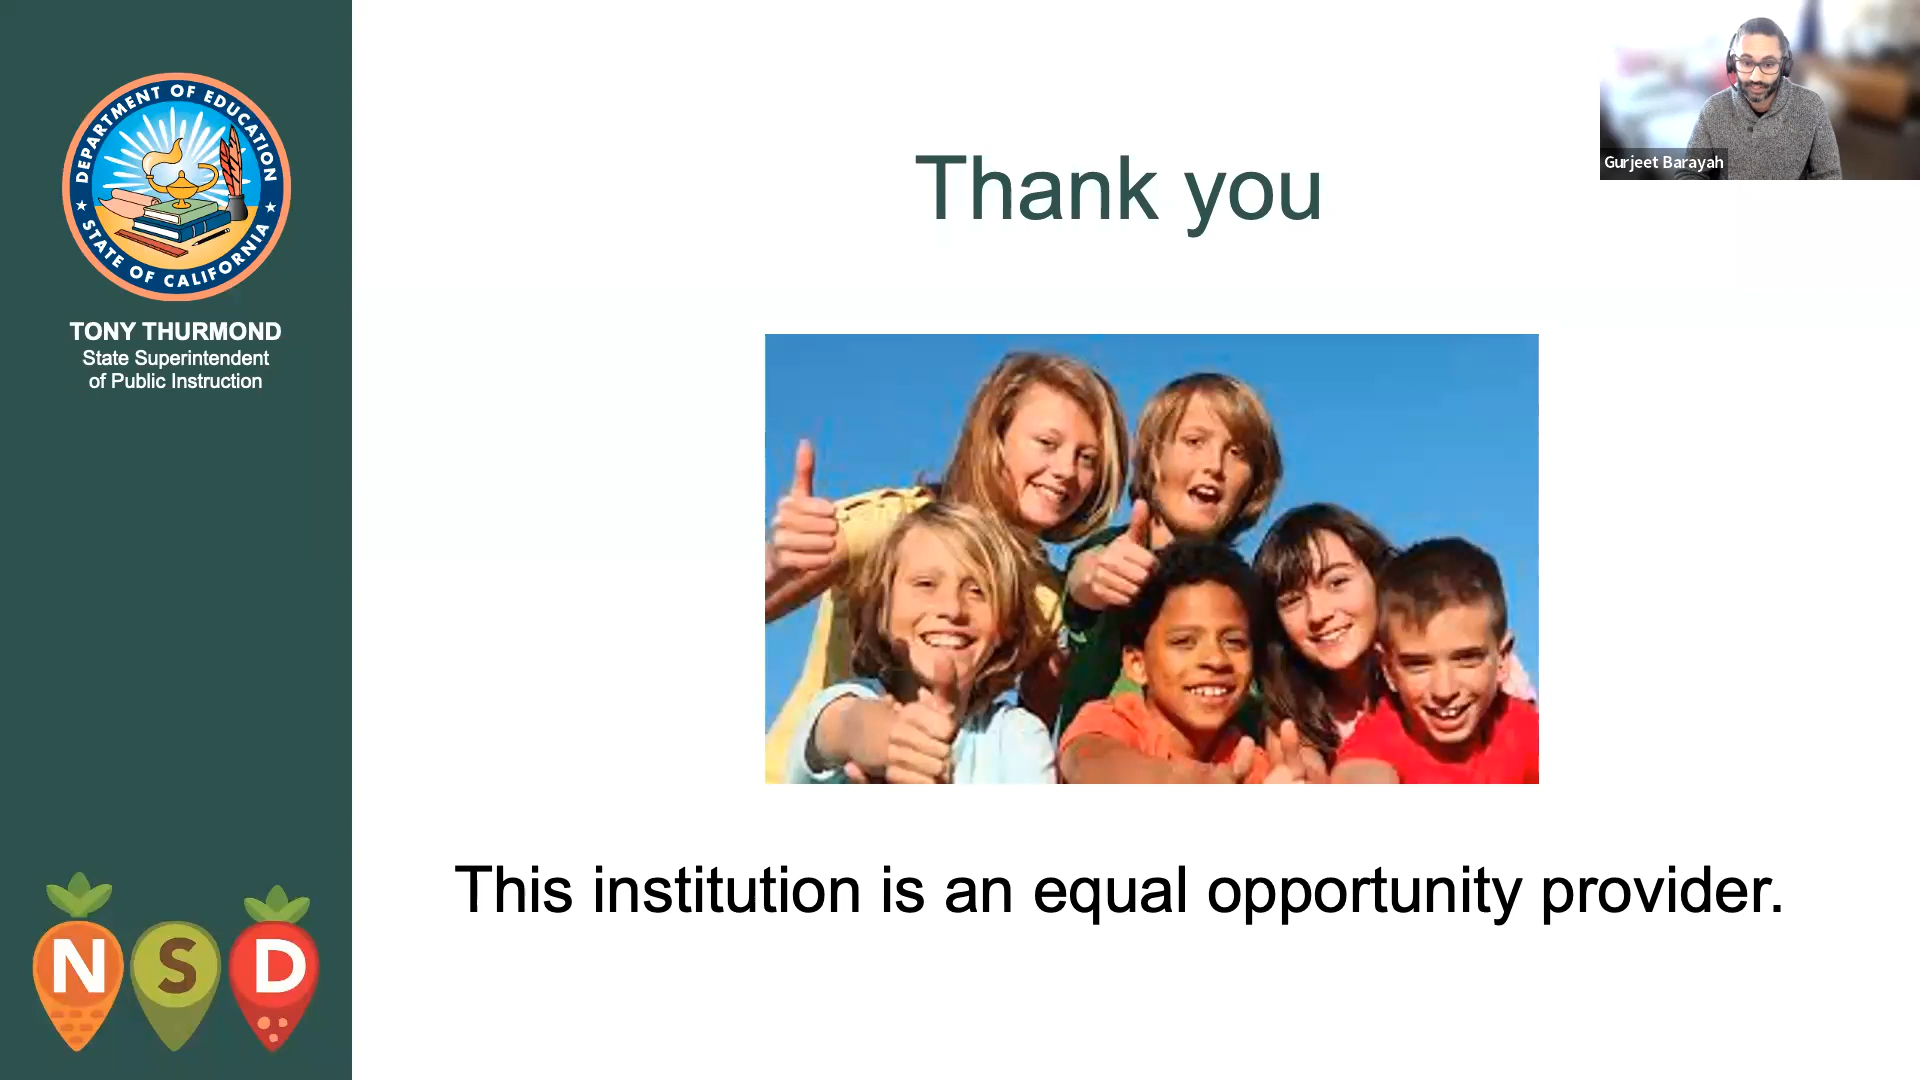 DEPARTMENT OF EDUCATION
STATE OF CALIFORNIA
TONY THURMOND
State Superintendent
of Public Instruction
N S D
Thank you
Gurjeet Barayah
This institution is an equal opportunity provider.